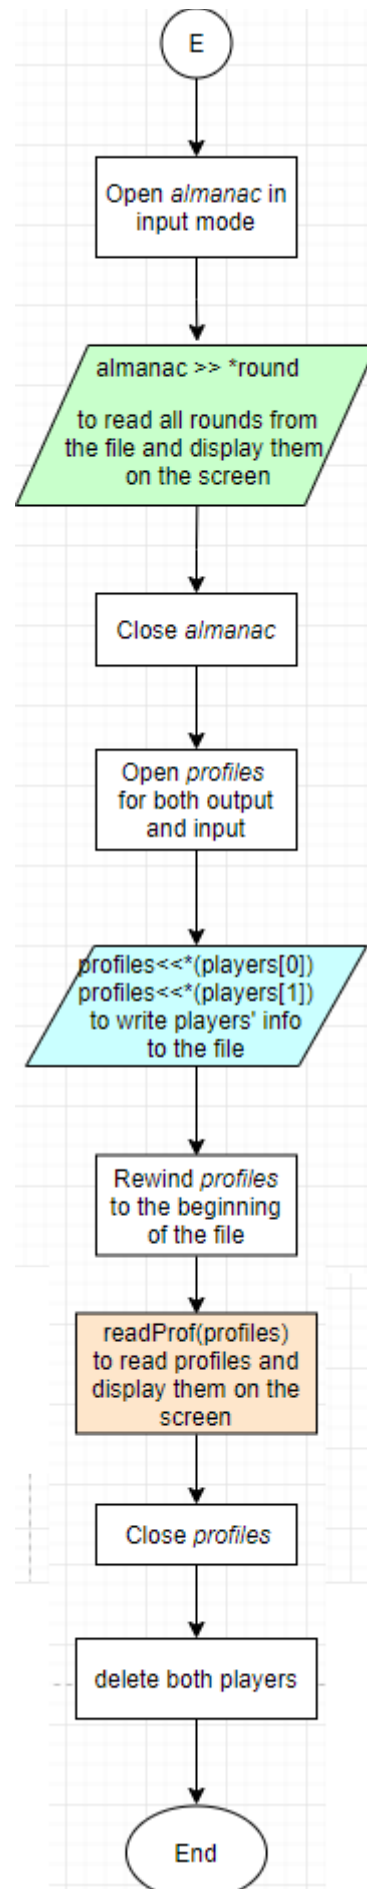 E
Open almanac in
input mode
almanac >> *round
to read all rounds from
the file and display them
on the screen
Close almanac
Open profiles
for both output
and input
profiles<<*(players[0])
profiles<<*(players[1])
to write players' info
to the file
Rewind profiles
to the beginning
of the file
readProf(profiles)
to read profiles and
display them on the
screen
Close profiles
delete both players
End